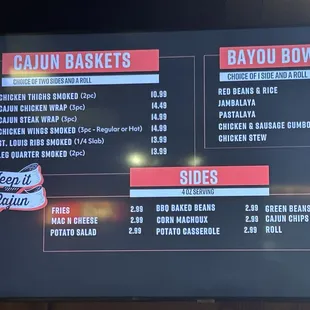 CAJUN BASKETS
CHOICE OF TWO SIDES AND A ROLL
CHICKEN THIGHS SMOKED (2pc) 10.99
CAJUN CHICKEN WRAP (3pc) 14.49
CAJUN STEAK WRAP (3pc) 14.99
CHICKEN WINGS SMOKED (3pc - Regular or Hot) 14.99
ST. LOUIS RIBS SMOKED (1/4 Slab) 13.99
LEG QUARTER SMOKED (2pc) 13.99
BAYOU BOW
CHOICE OF 1 SIDE AND A ROLL
RED BEANS & RICE
JAMBALAYA
PASTALAYA
CHICKEN & SAUSAGE GUMBO
CHICKEN STEW
Keep it
Cajun
SIDES
4 OZ SERVING
FRIES 2.99
MAC N CHEESE 2.99
POTATO SALAD 2.99
BBQ BAKED BEANS 2.99
CORN MACHOUX 2.99
POTATO CASSEROLE 2.99
GREEN BEANS
CAJUN CHIPS
ROLL